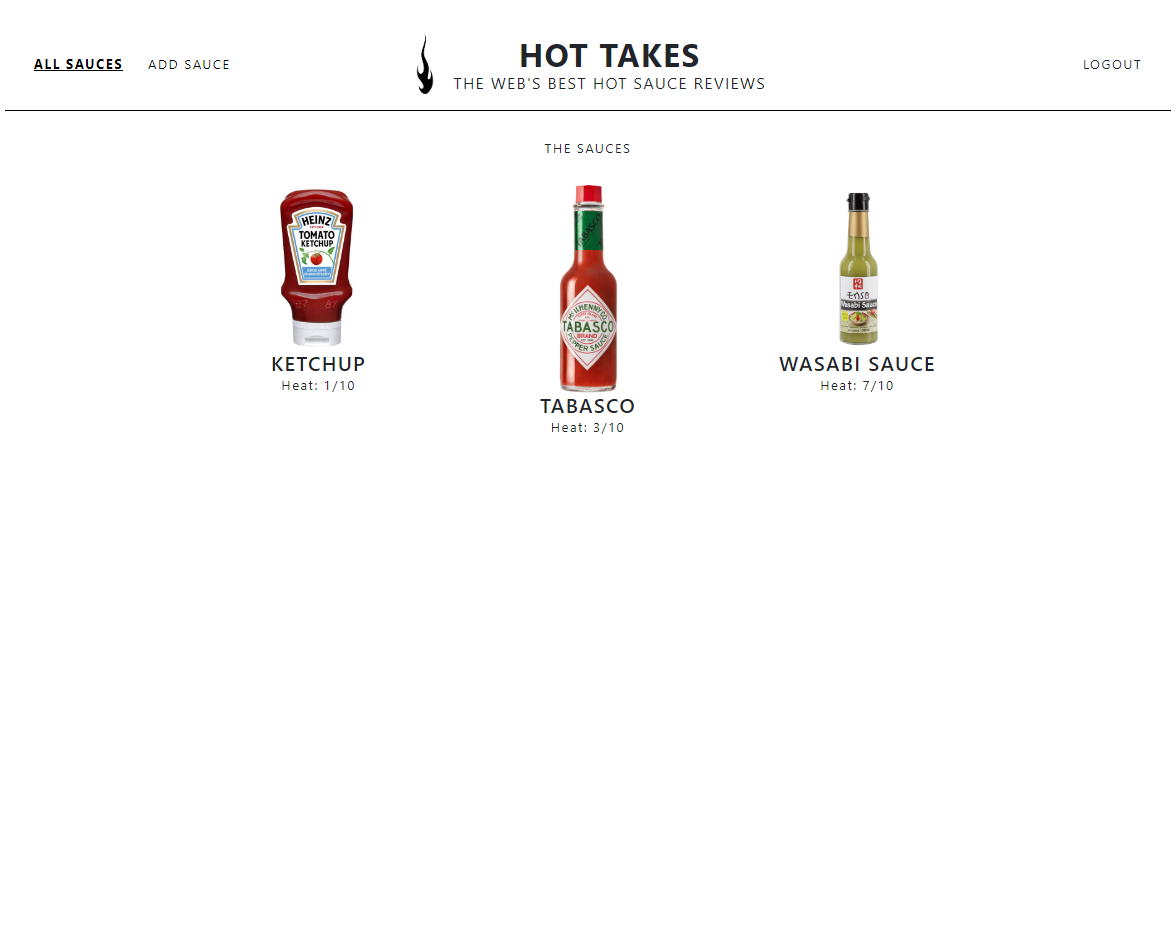 ALL SAUCES
ADD SAUCE
HOT TAKES
THE WEB'S BEST HOT SAUCE REVIEWS
LOGOUT
THE SAUCES
HEINZ
TOMATO
KETCHUP
KETCHUP
Heat: 1/10
TABASCO
McILHENNY CO.
TABASCO
BRAND
PEPPER SAUCE
TABASCO
Heat: 3/10
Wasabi Sauce
WASABI SAUCE
Heat: 7/10